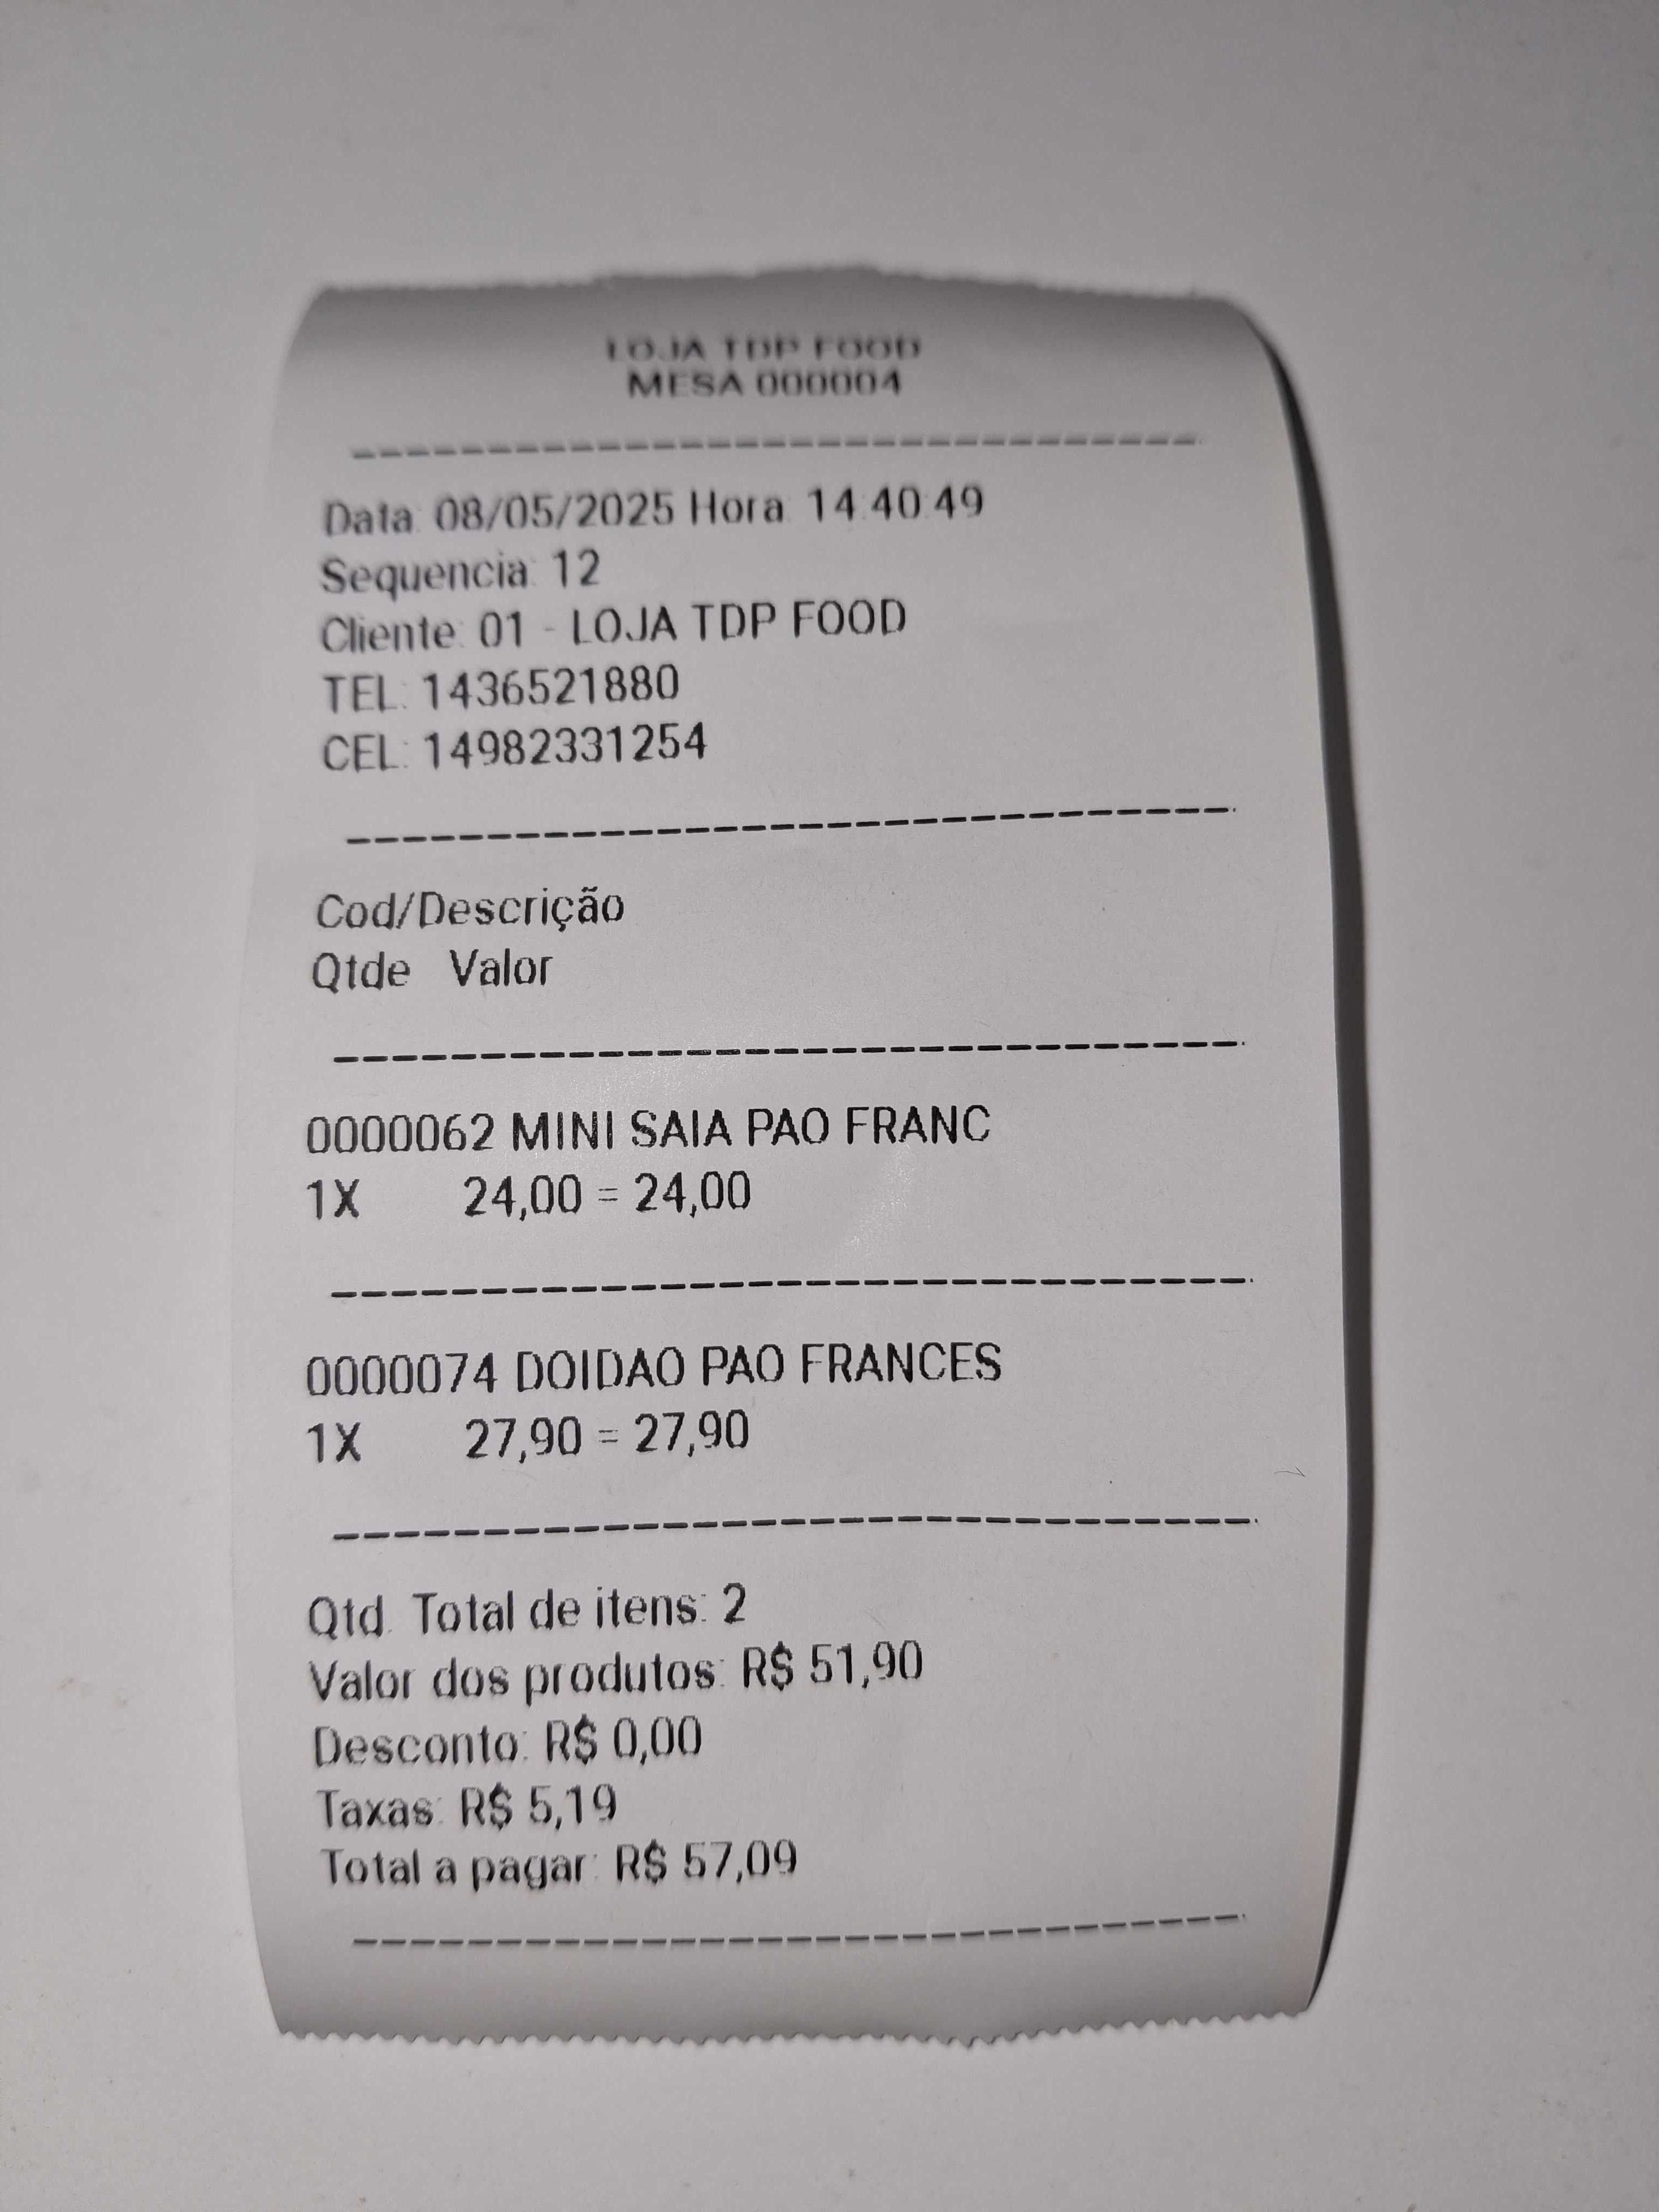 LOJA TDP FOOD
MESA 000004
Data: 08/05/2025 Hora: 14:40:49
Sequencia: 12
Cliente: 01 - LOJA TDP FOOD
TEL: 1436521880
CEL: 14982331254
Cod/Descrição
Qtde Valor
0000062 MINI SAIA PAO FRANC
1X 24,00 = 24,00
0000074 DOIDAO PAO FRANCES
1X 27,90 = 27,90
Qtd. Total de itens: 2
Valor dos produtos: R$ 51,90
Desconto: R$ 0,00
Taxas: R$ 5,19
Total a pagar: R$ 57,09